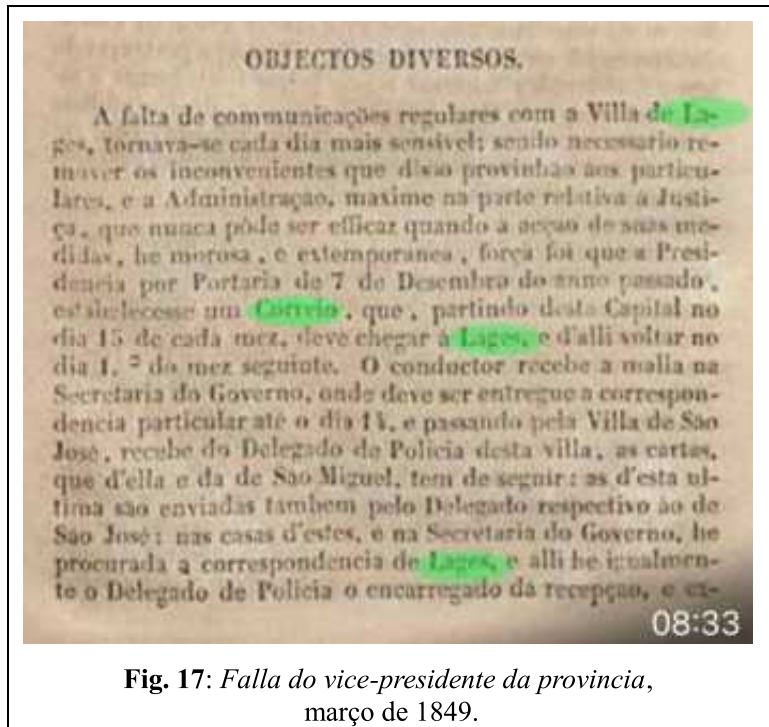 OBJECTOS DIVERSOS.
A falta de communicações regulares com a Villa de La-
ges, tornava-se cada dia mais sensivel; sendo necessario re-
mover os inconvenientes que disso provinhão aos particu-
lares, e a Administração, maxime na parte relativa a Justi-
ça, que nunca póde ser efficaz quando a acção de suas me-
didas, he morosa, e extemporanea, força foi que a Presi-
dencia por Portaria de 7 de Desembro do anno passado,
estabelecesse um Correio, que, partindo desta Capital no
dia 15 de cada mez, deve chegar à Lages, e d'alli voltar no
dia 1.º do mez seguinte. O conductor recebe a malla na
Secretaria do Governo, onde deve ser entregue a correspon-
dencia particular até o dia 14, e passando pela Villa de São
José, recebe do Delegado de Policia desta villa, as cartas,
que d'ella e da de São Miguel, tem de seguir: as d'esta ul-
tima são enviadas tambem pelo Delegado respectivo ao de
São José: nas casas d'estes, e na Secretaria do Governo, he
procurada a correspondencia de Lages, e alli he igualmen-
te o Delegado de Policia o encarregado da recepção, e ex-
08:33
Fig. 17: Falla do vice-presidente da provincia,
março de 1849.